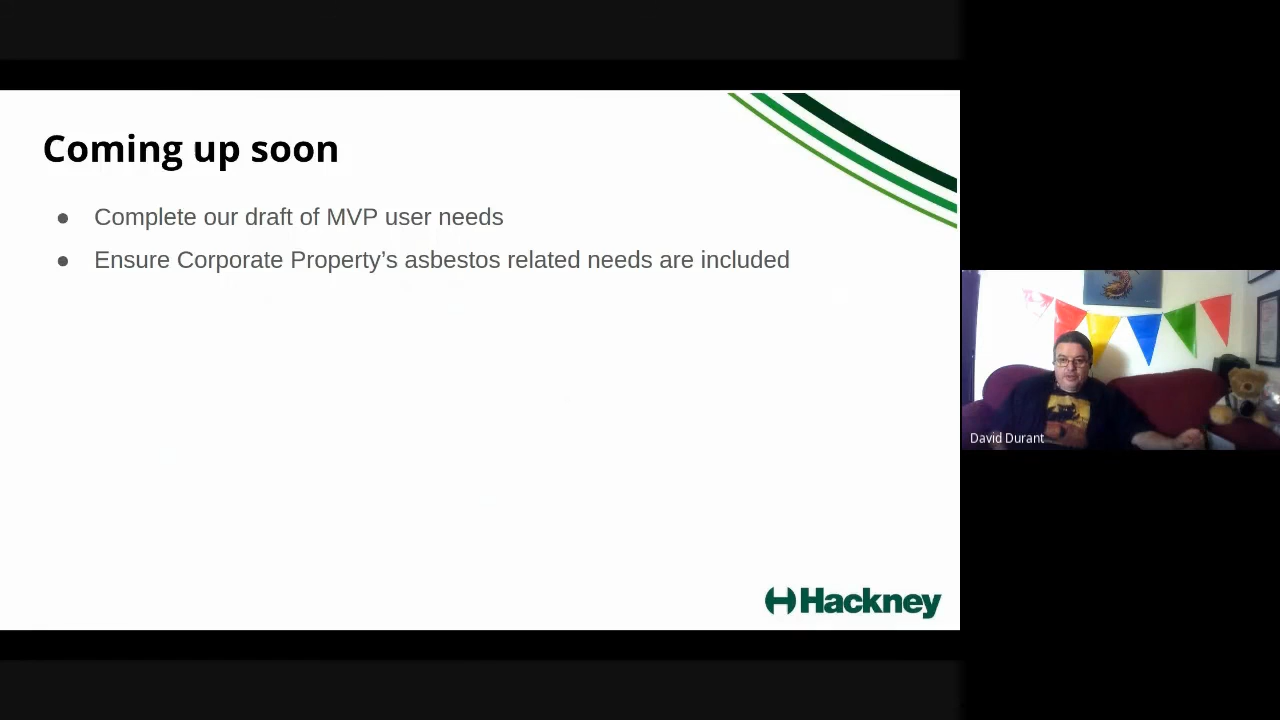 Coming up soon
● Complete our draft of MVP user needs
● Ensure Corporate Property’s asbestos related needs are included
David Durant
Hackney